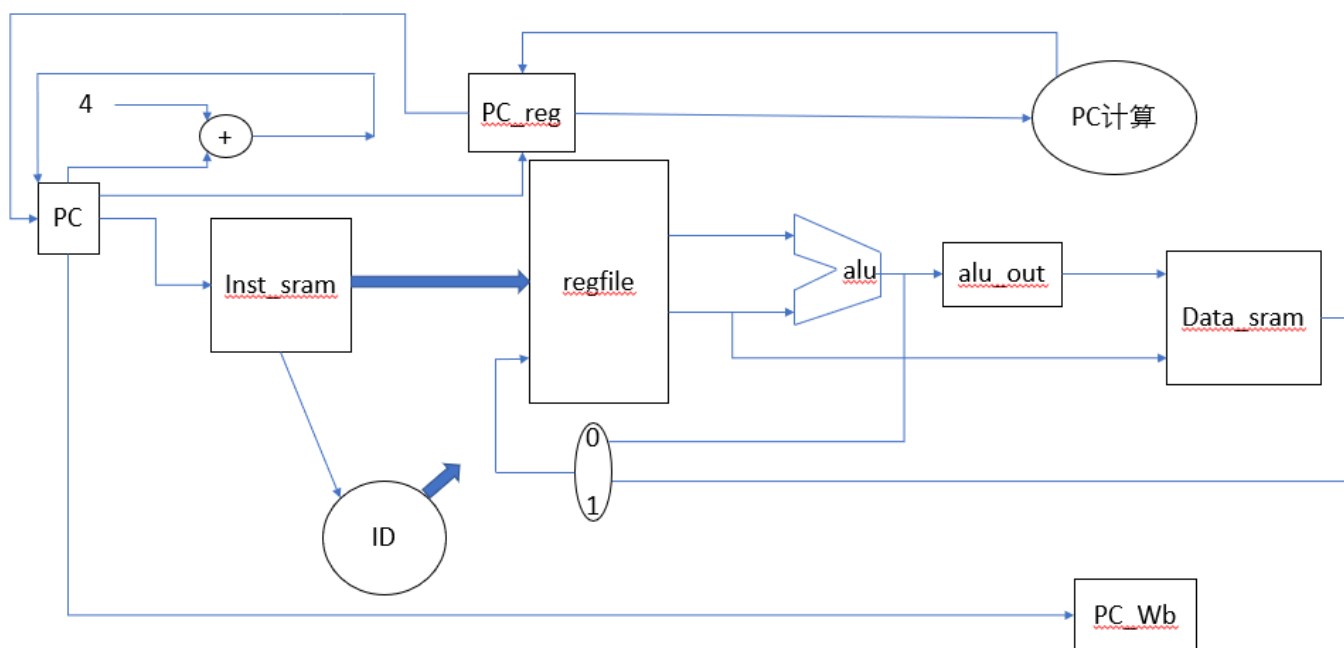 4
+
PC_reg
PC计算
PC
Inst_sram
regfile
alu
alu_out
Data_sram
0
1
ID
PC_Wb